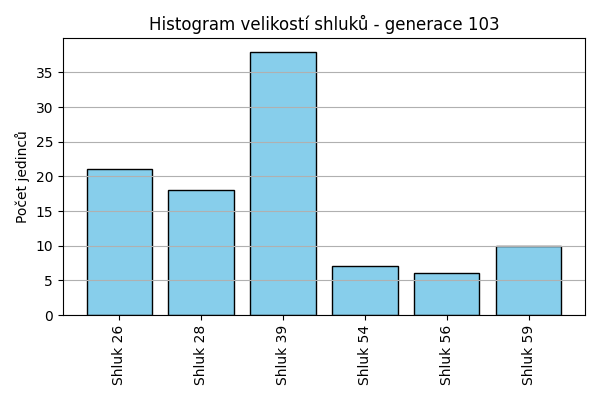 Histogram velikostí shluků - generace 103
Počet jedinců
35
30
25
20
15
10
5
0
Shluk 26
Shluk 28
Shluk 39
Shluk 54
Shluk 56
Shluk 59